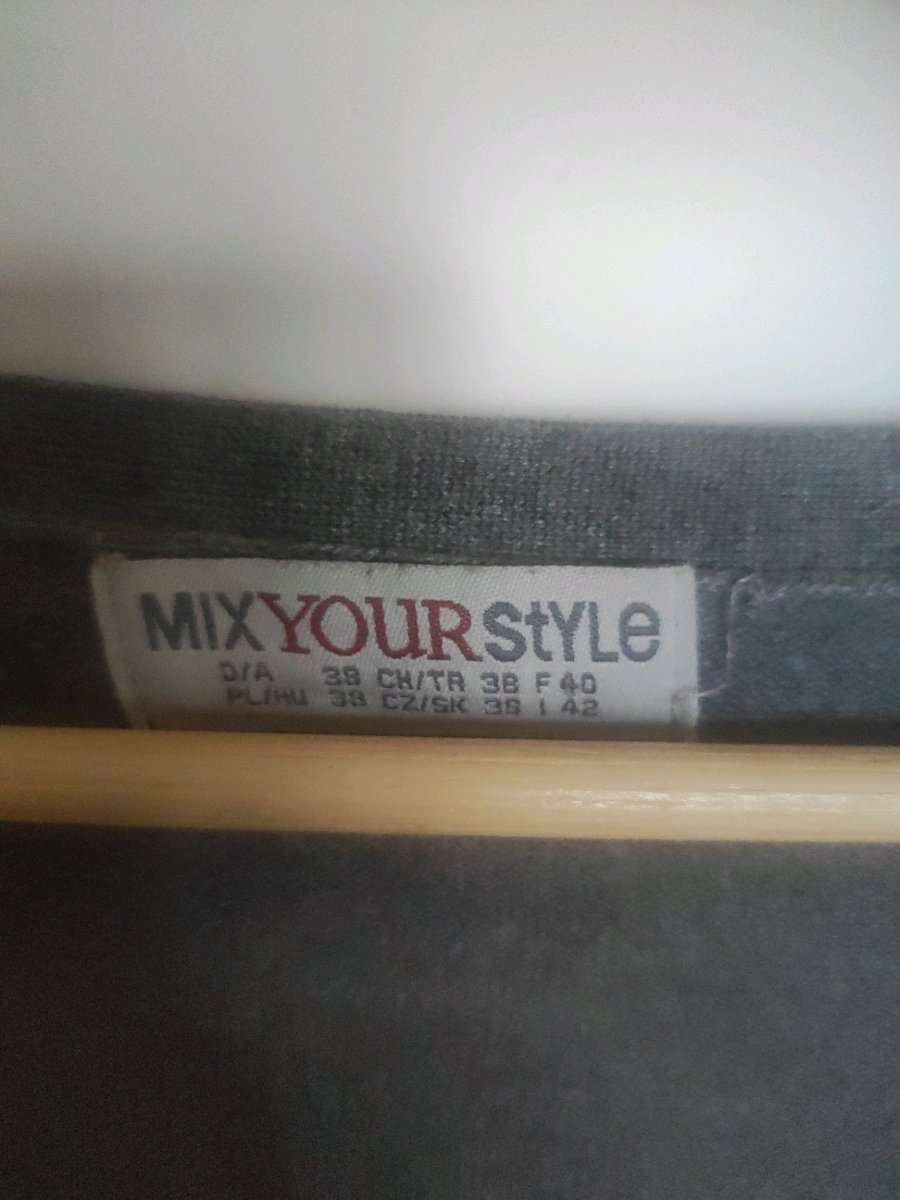 MIXYOURStYLe
D/A 38 CH/TR 38 F 40
PL/HU 38 CZ/SK 38 I 42